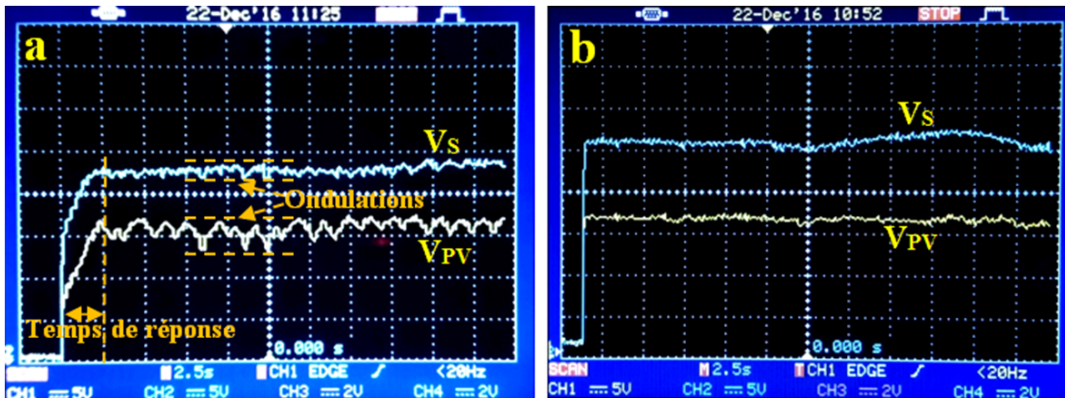 22-Dec'16 11:25
a
VS
Ondulations
VPV
Temps de réponse
0.000 s
2.5s CH1 EDGE <20Hz
CH1 5V CH2 5V CH3 2V CH4 2V
22-Dec'16 10:52 STOP
b
VS
VPV
0.000 s
SCAN M 2.5s T CH1 EDGE <20Hz
CH1 5V CH2 5V CH3 2V CH4 2V